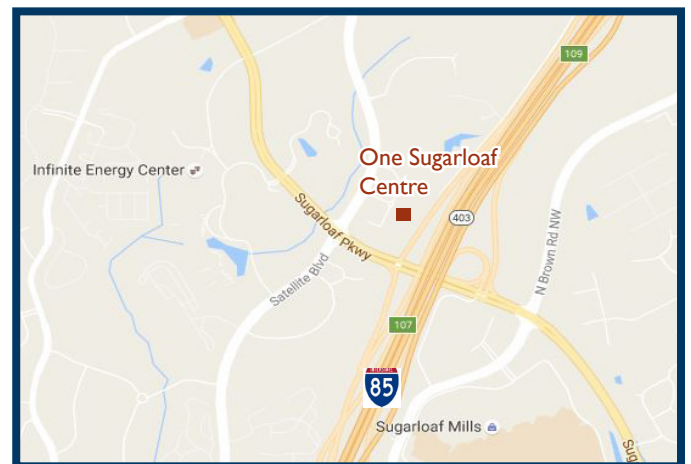 109
One Sugarloaf
Centre
Infinite Energy Center
403
Sugarloaf Pkwy
N Brown Rd NW
Satellite Blvd
107
85
Sugarloaf Mills
Sug